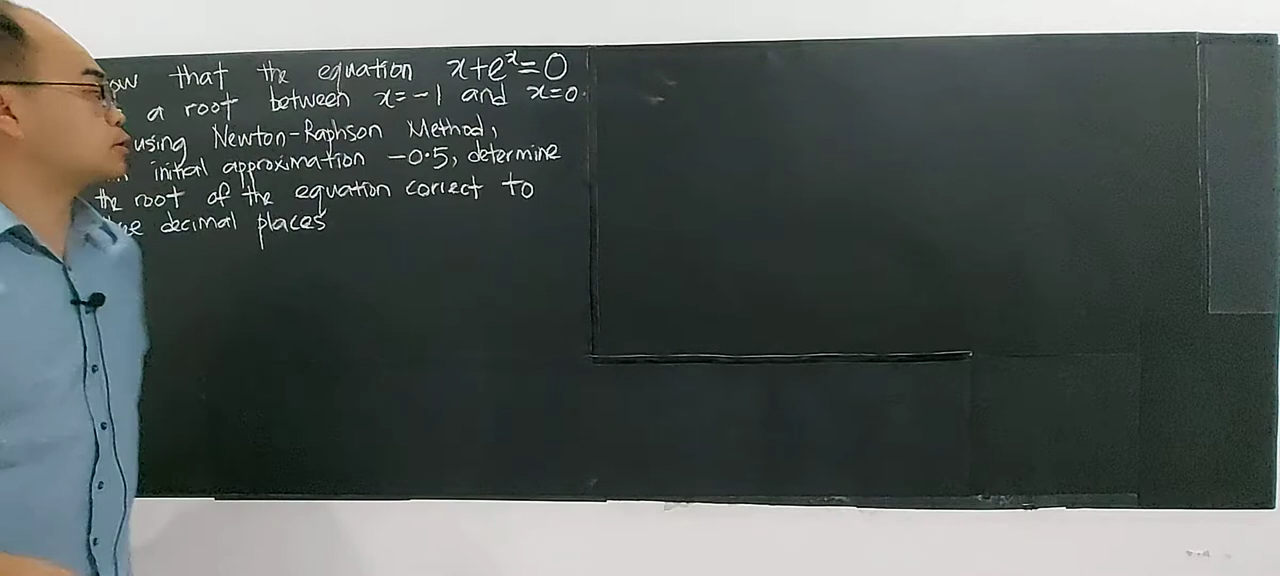 that the equation x+e^x=0
a root between x=-1 and x=0.
using Newton-Raphson Method,
initial approximation -0.5, determine
the root of the equation correct to
decimal places